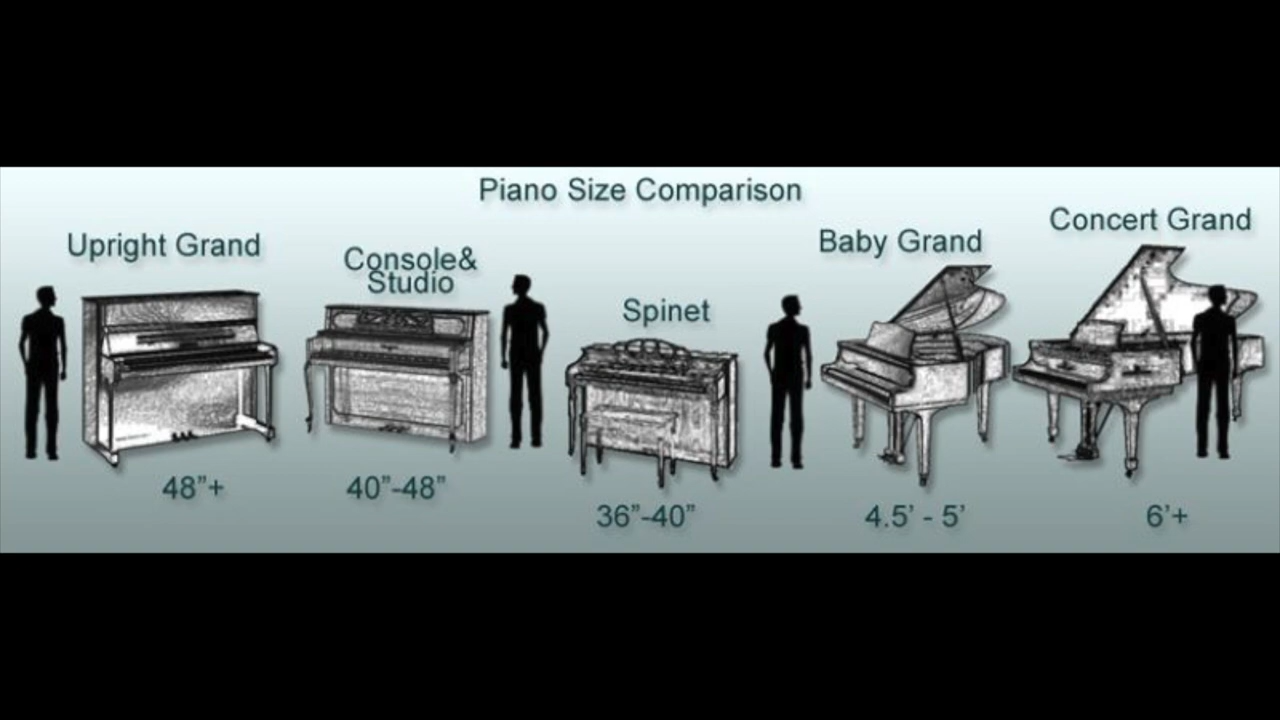 Piano Size Comparison
Upright Grand
Console&
Studio
Spinet
Baby Grand
Concert Grand
48”+
40”-48”
36”-40”
4.5’ - 5’
6’+